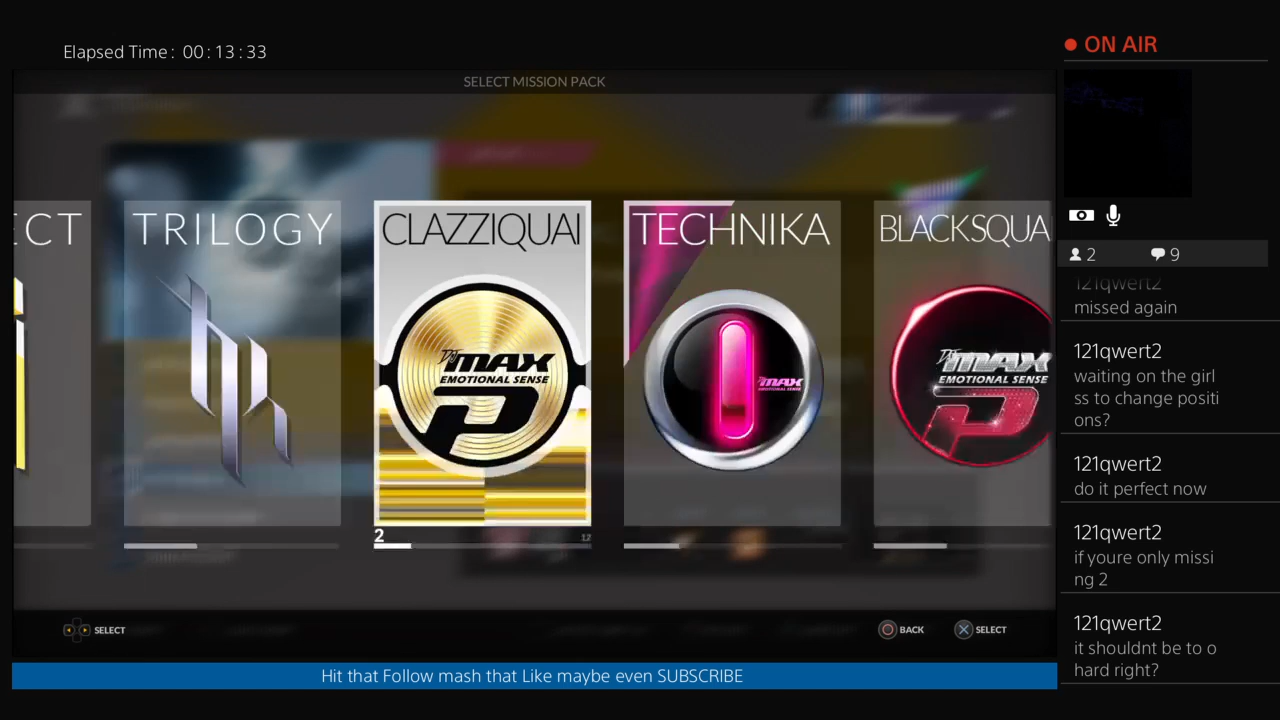 Elapsed Time: 00:13:33
ON AIR
SELECT MISSION PACK
ECT
TRILOGY
CLAZZIQUAI
TECHNIKA
BLACKSQUA
DJ MAX
EMOTIONAL SENSE
P
DJ MAX
EMOTIONAL SENSE
DJ MAX
EMOTIONAL SENSE
P
2
12
SELECT
BACK
SELECT
Hit that Follow mash that Like maybe even SUBSCRIBE
2
9
121qwert2
missed again
121qwert2
waiting on the girl
ss to change positi
ons?
121qwert2
do it perfect now
121qwert2
if youre only missi
ng 2
121qwert2
it shouldnt be to o
hard right?